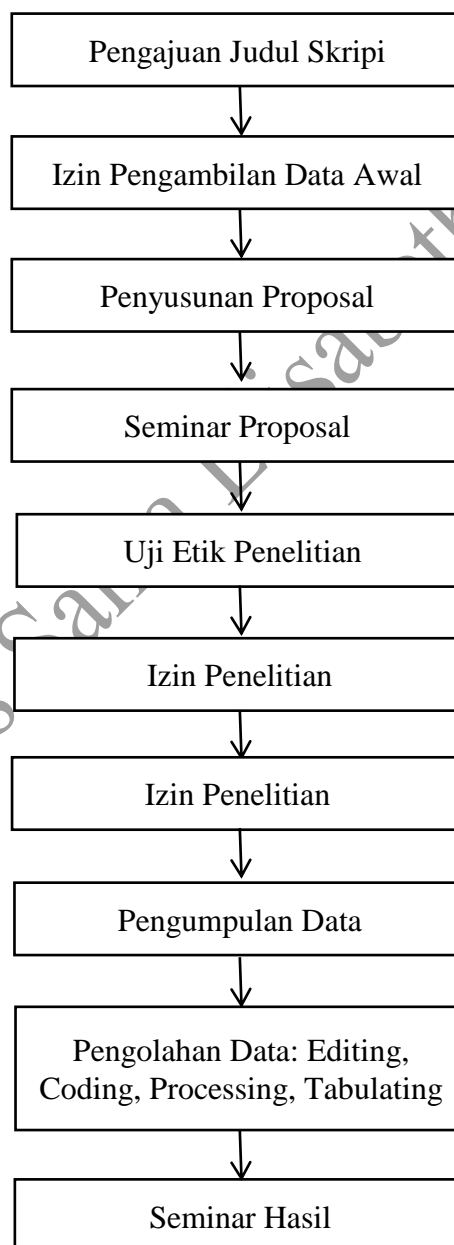 Pengajuan Judul Skripi
Izin Pengambilan Data Awal
Penyusunan Proposal
Seminar Proposal
Uji Etik Penelitian
Izin Penelitian
Izin Penelitian
Pengumpulan Data
Pengolahan Data: Editing,
Coding, Processing, Tabulating
Seminar Hasil